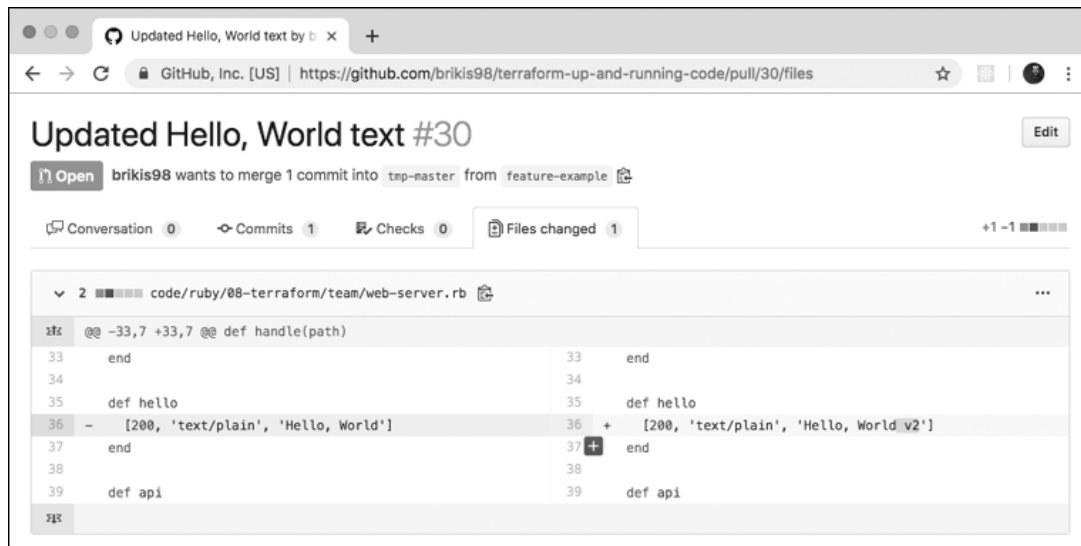 Updated Hello, World text by b
GitHub, Inc. [US] | https://github.com/brikis98/terraform-up-and-running-code/pull/30/files
Updated Hello, World text #30
Edit
Open brikis98 wants to merge 1 commit into tmp-master from feature-example
Conversation 0 Commits 1 Checks 0 Files changed 1 +1 −1
2 code/ruby/08-terraform/team/web-server.rb ...
@@ -33,7 +33,7 @@ def handle(path)
33 end 33 end
34 34
35 def hello 35 def hello
36 - [200, 'text/plain', 'Hello, World'] 36 + [200, 'text/plain', 'Hello, World v2']
37 end 37 end
38 38
39 def api 39 def api